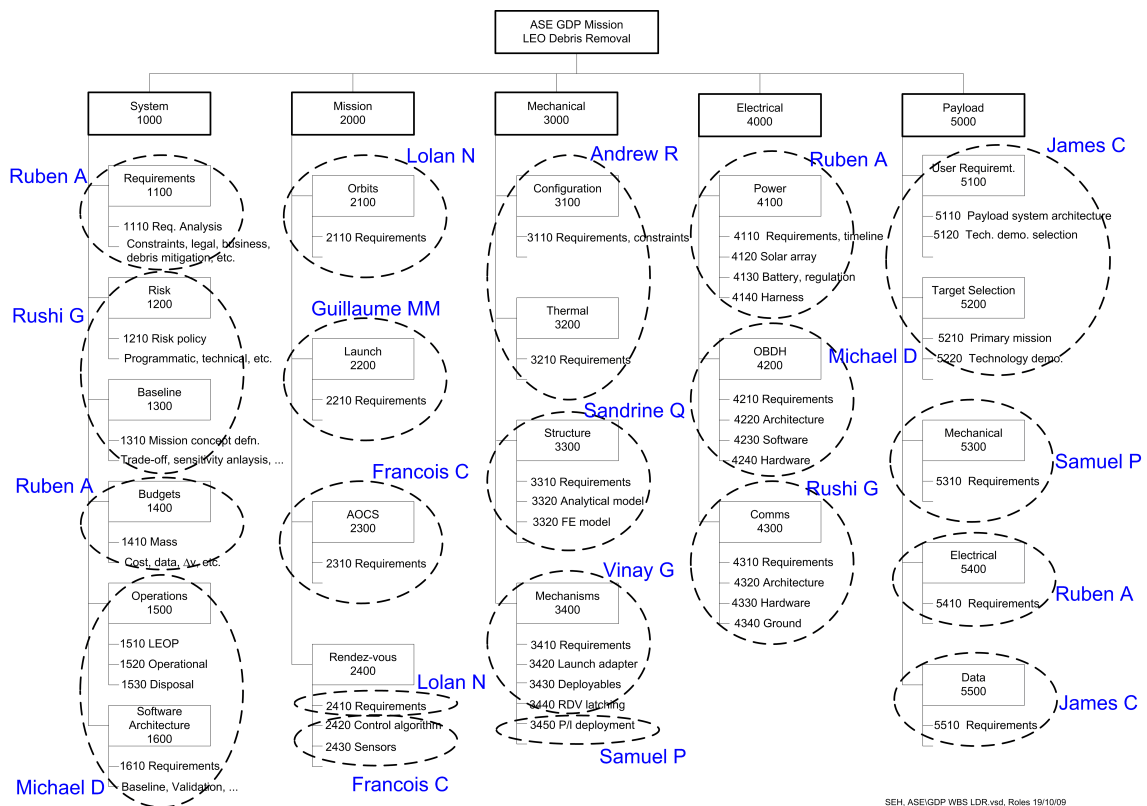 ASE GDP Mission
LEO Debris Removal
System
1000
Ruben A
Requirements
1100
1110 Req. Analysis
Constraints, legal, business,
debris mitigation, etc.
Rushi G
Risk
1200
1210 Risk policy
Programmatic, technical, etc.
Baseline
1300
1310 Mission concept defn.
Trade-off, sensitivity anlaysis, ...
Ruben A
Budgets
1400
1410 Mass
Cost, data, Δv, etc.
Operations
1500
1510 LEOP
1520 Operational
1530 Disposal
Software
Architecture
1600
1610 Requirements
Michael D
Baseline, Validation, ...
Mission
2000
Lolan N
Orbits
2100
2110 Requirements
Guillaume MM
Launch
2200
2210 Requirements
Francois C
AOCS
2300
2310 Requirements
Rendez-vous
2400
Lolan N
2410 Requirements
2420 Control algorithm
2430 Sensors
Francois C
Mechanical
3000
Andrew R
Configuration
3100
3110 Requirements, constraints
Thermal
3200
3210 Requirements
Sandrine Q
Structure
3300
3310 Requirements
3320 Analytical model
3320 FE model
Vinay G
Mechanisms
3400
3410 Requirements
3420 Launch adapter
3430 Deployables
3440 RDV latching
3450 P/l deployment
Samuel P
Electrical
4000
Ruben A
Power
4100
4110 Requirements, timeline
4120 Solar array
4130 Battery, regulation
4140 Harness
OBDH
4200
Michael D
4210 Requirements
4220 Architecture
4230 Software
4240 Hardware
Rushi G
Comms
4300
4310 Requirements
4320 Architecture
4330 Hardware
4340 Ground
Payload
5000
James C
User Requiremt.
5100
5110 Payload system architecture
5120 Tech. demo. selection
Target Selection
5200
5210 Primary mission
5220 Technology demo.
Mechanical
5300
Samuel P
5310 Requirements
Electrical
5400
Ruben A
5410 Requirements
Data
5500
James C
5510 Requirements
SEH, ASE\GDP WBS LDR.vsd, Roles 19/10/09